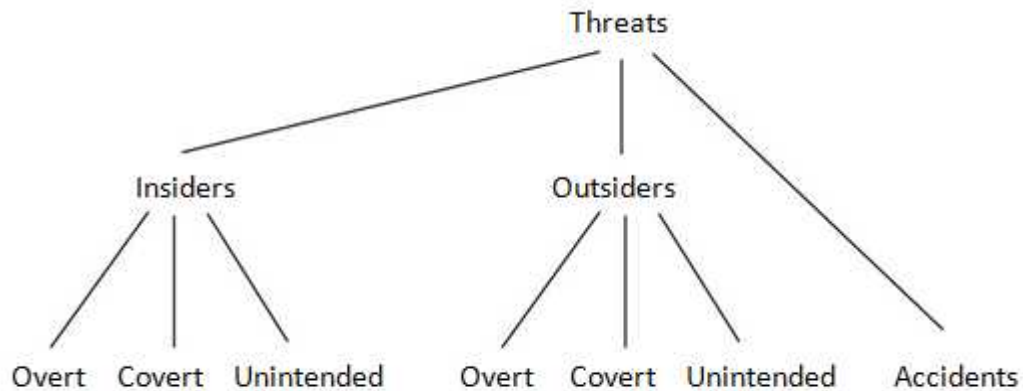 Threats
Insiders Outsiders
Overt Covert Unintended Overt Covert Unintended Accidents